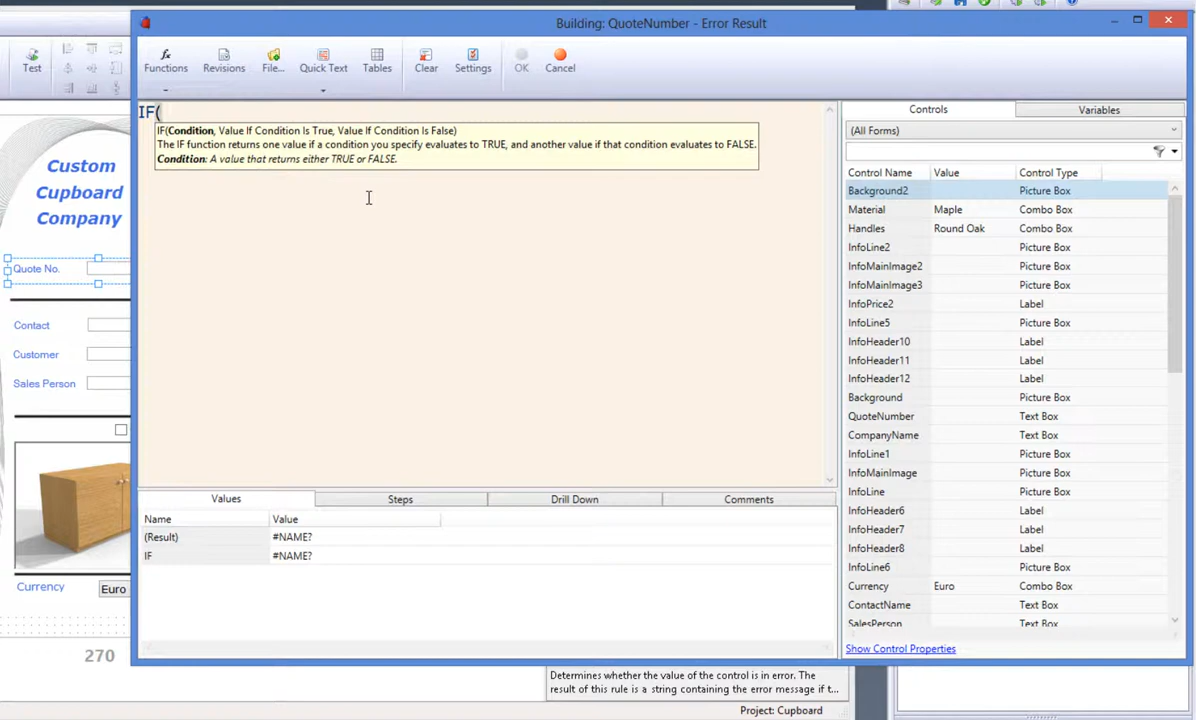 Building: QuoteNumber - Error Result
Test
Functions
Revisions
File...
Quick Text
Tables
Clear
Settings
OK
Cancel
Custom
Cupboard
Company
Quote No.
Contact
Customer
Sales Person
Currency
Euro
270
IF(
IF(Condition, Value If Condition Is True, Value If Condition Is False)
The IF function returns one value if a condition you specify evaluates to TRUE, and another value if that condition evaluates to FALSE.
Condition: A value that returns either TRUE or FALSE.
Values Steps Drill Down Comments
Name Value
(Result) #NAME?
IF #NAME?
Controls Variables
(All Forms)
Control Name Value Control Type
Background2 Picture Box
Material Maple Combo Box
Handles Round Oak Combo Box
InfoLine2 Picture Box
InfoMainImage2 Picture Box
InfoMainImage3 Picture Box
InfoPrice2 Label
InfoLine5 Picture Box
InfoHeader10 Label
InfoHeader11 Label
InfoHeader12 Label
Background Picture Box
QuoteNumber Text Box
CompanyName Text Box
InfoLine1 Picture Box
InfoMainImage Picture Box
InfoLine Picture Box
InfoHeader6 Label
InfoHeader7 Label
InfoHeader8 Label
InfoLine6 Picture Box
Currency Euro Combo Box
ContactName Text Box
SalesPerson Text Box
Show Control Properties
Determines whether the value of the control is in error. The
result of this rule is a string containing the error message if t...
Project: Cupboard